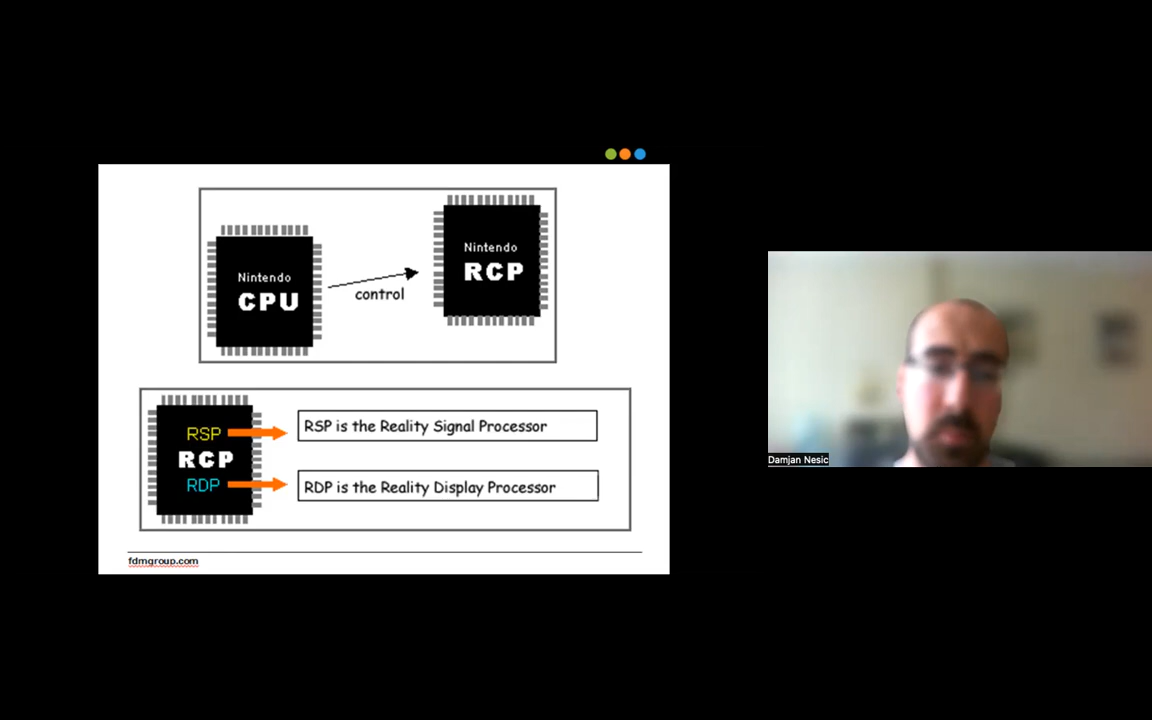 Nintendo
CPU
control
Nintendo
RCP
RSP
RCP
RDP
RSP is the Reality Signal Processor
RDP is the Reality Display Processor
fdmgroup.com
Damjan Nesic